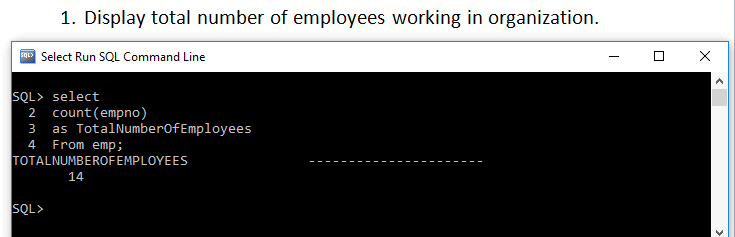 1. Display total number of employees working in organization.
Select Run SQL Command Line
SQL> select
2 count(empno)
3 as TotalNumberOfEmployees
4 From emp;
TOTALNUMBEROFEMPLOYEES ----------------------
14
SQL>